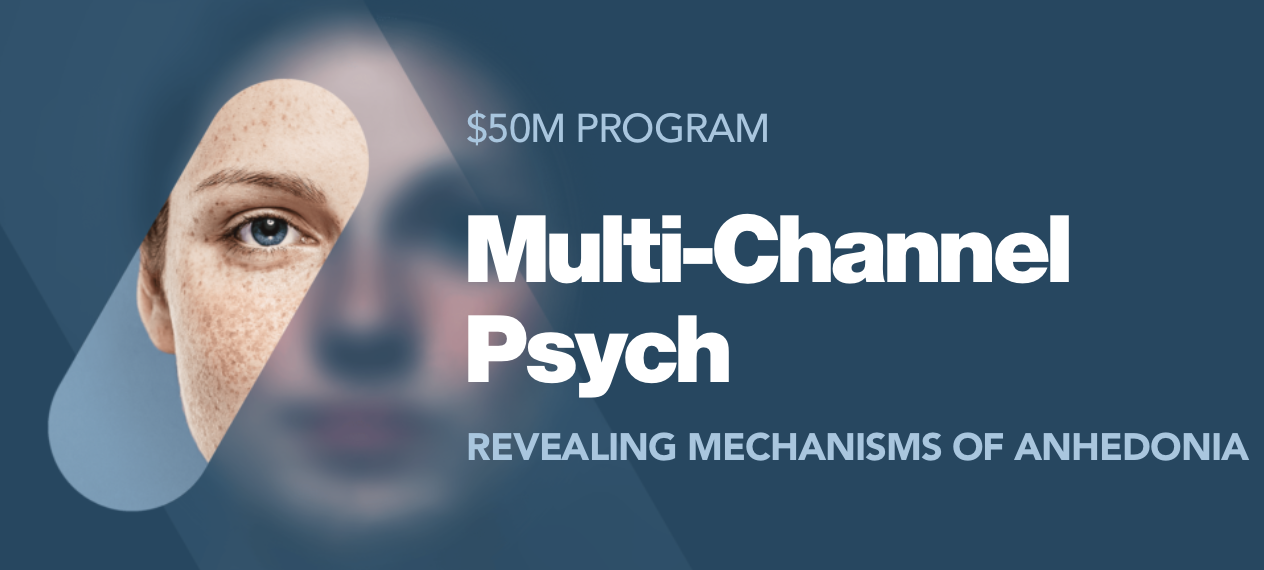 $50M PROGRAM
Multi-Channel
Psych
REVEALING MECHANISMS OF ANHEDONIA